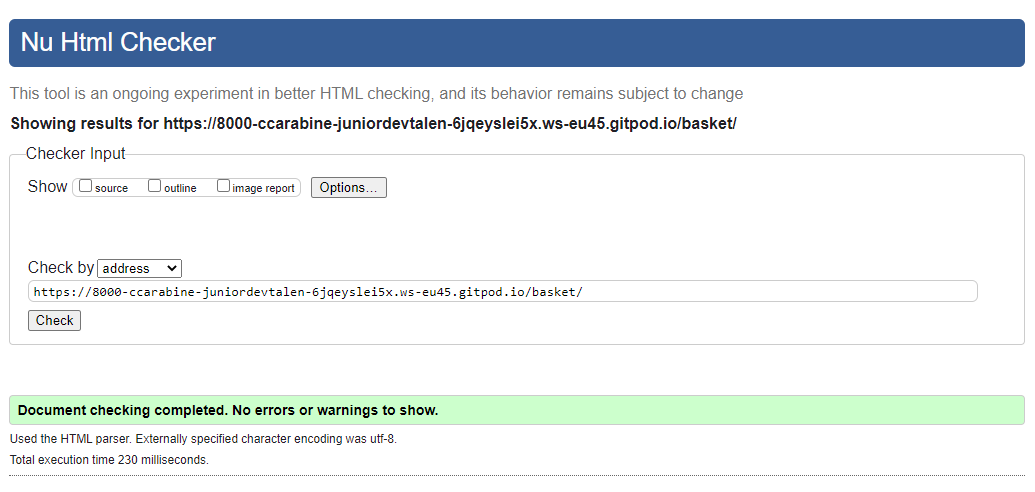 Nu Html Checker
This tool is an ongoing experiment in better HTML checking, and its behavior remains subject to change
Showing results for https://8000-ccarabine-juniordevtalen-6jqeyslei5x.ws-eu45.gitpod.io/basket/
Checker Input
Show source outline image report Options...
Check by address
https://8000-ccarabine-juniordevtalen-6jqeyslei5x.ws-eu45.gitpod.io/basket/
Check
Document checking completed. No errors or warnings to show.
Used the HTML parser. Externally specified character encoding was utf-8.
Total execution time 230 milliseconds.